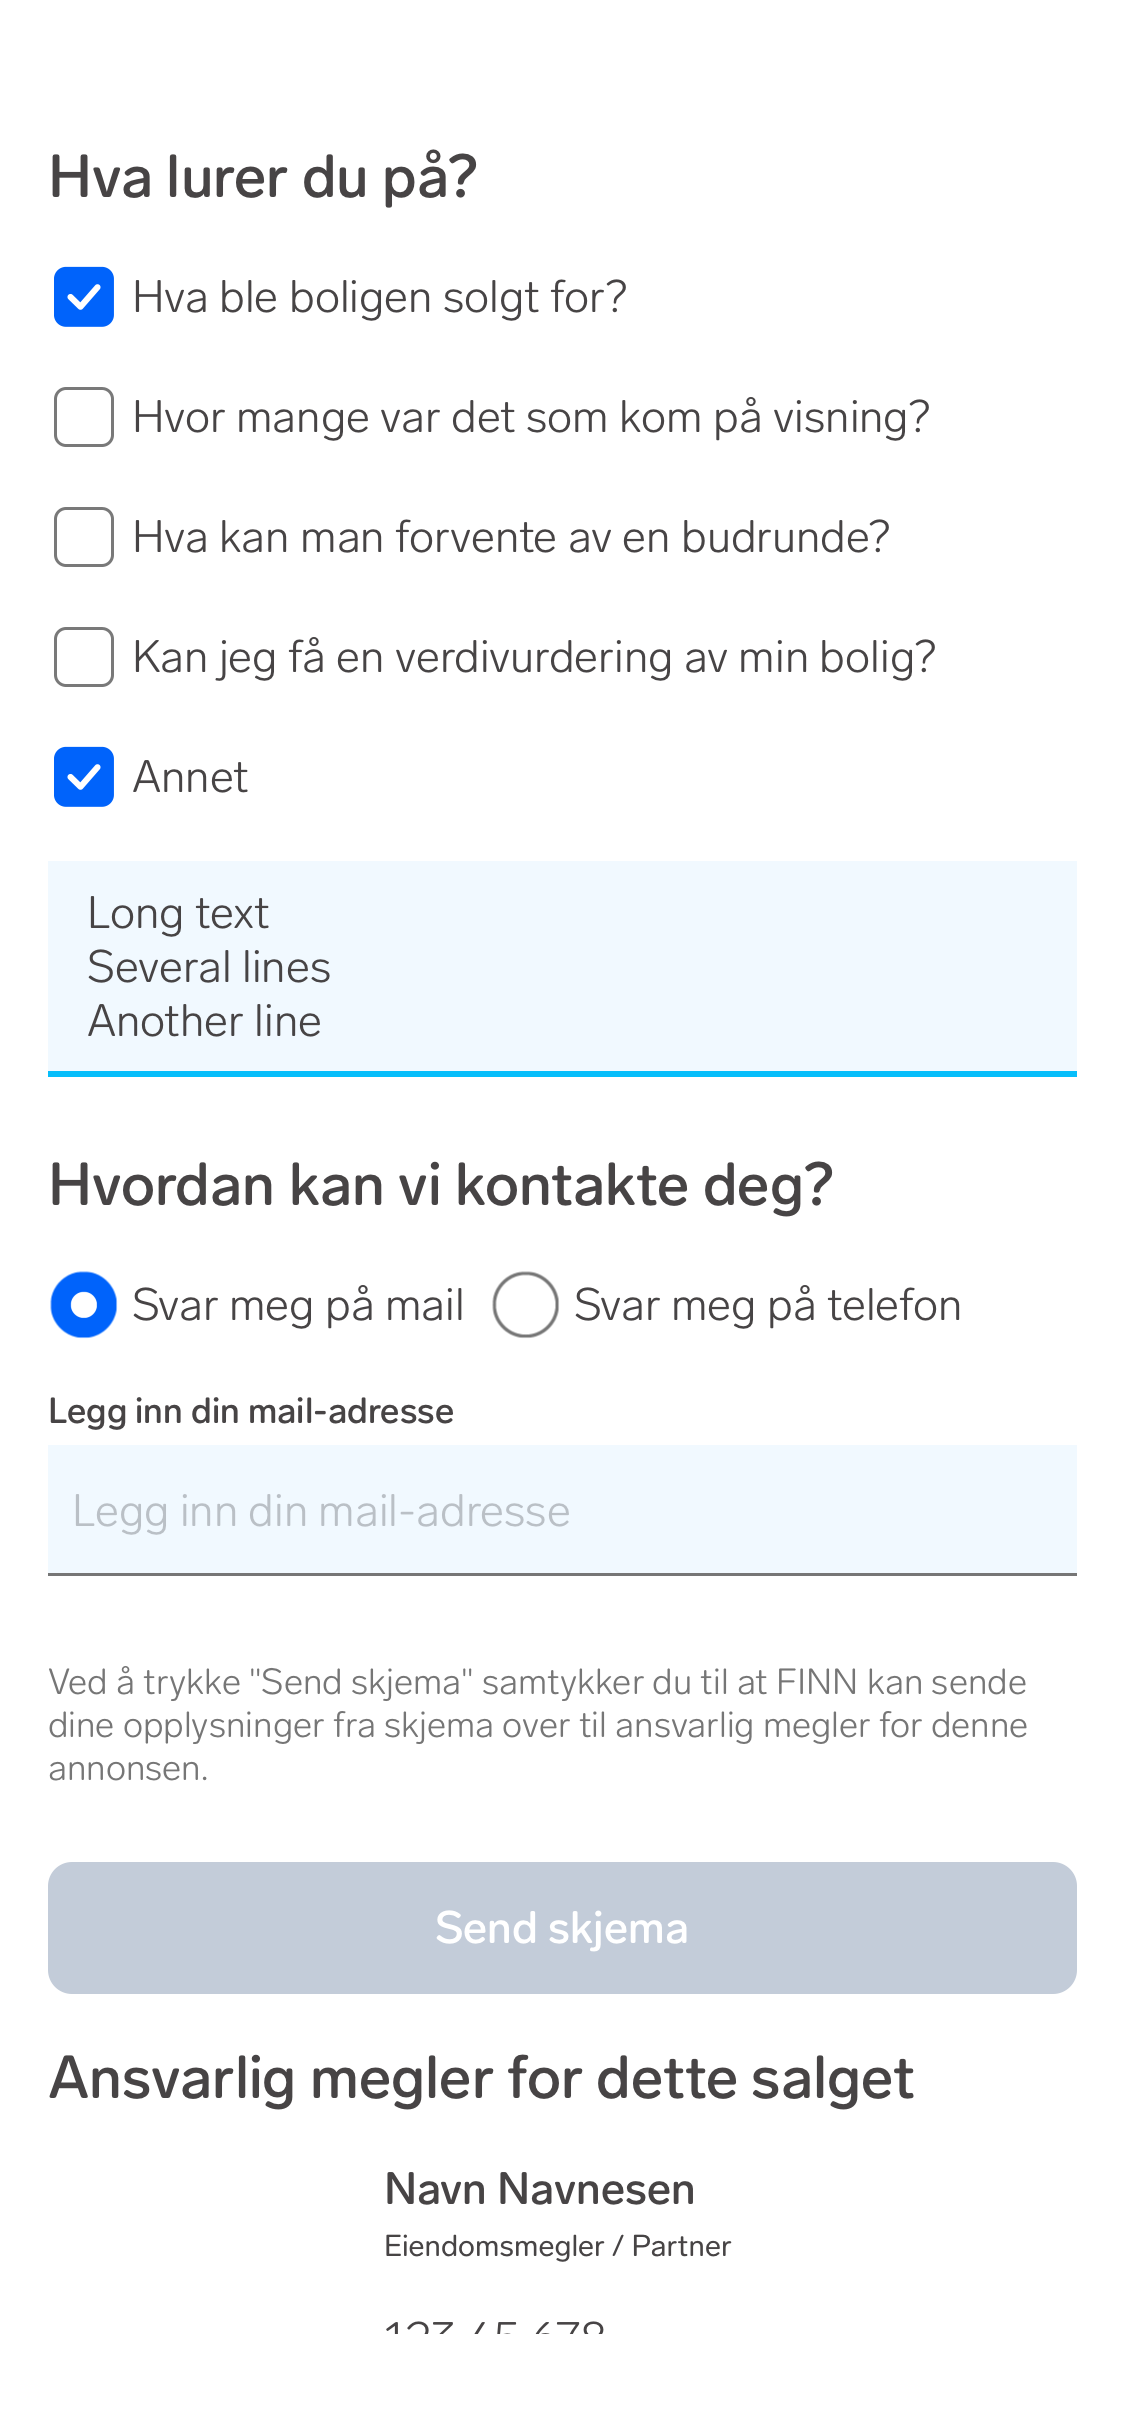 Hva lurer du på?
Hva ble boligen solgt for?
Hvor mange var det som kom på visning?
Hva kan man forvente av en budrunde?
Kan jeg få en verdivurdering av min bolig?
Annet
Long text
Several lines
Another line
Hvordan kan vi kontakte deg?
Svar meg på mail Svar meg på telefon
Legg inn din mail-adresse
Legg inn din mail-adresse
Ved å trykke "Send skjema" samtykker du til at FINN kan sende
dine opplysninger fra skjema over til ansvarlig megler for denne
annonsen.
Send skjema
Ansvarlig megler for dette salget
Navn Navnesen
Eiendomsmegler / Partner